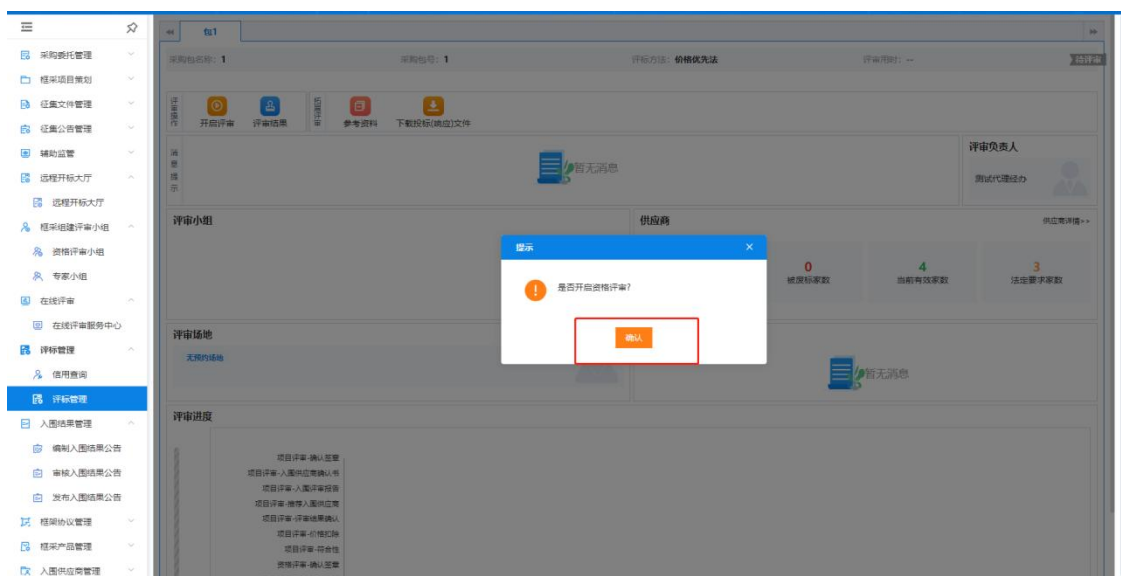 包1
采购包名称: 1
采购包号: 1
评标方法: 价格优先法
评审用时: --
待评审
采购委托管理
框采项目策划
征集文件管理
征集公告管理
辅助监管
远程开标大厅
远程开标大厅
框采组建评审小组
资格评审小组
专家小组
在线评审
在线评审服务中心
评标管理
信用查询
评标管理
入围结果管理
编制入围结果公告
审核入围结果公告
发布入围结果公告
框架协议管理
框采产品管理
入围供应商管理
评审操作
开启评审
评审结果
参考资料
下载投标(响应)文件
消息提示
暂无消息
评审负责人
测试代理经办
评审小组
供应商
供应商详情>>
0
被废标家数
4
当前有效家数
3
法定要求家数
提示
×
是否开启资格评审?
确认
评审场地
无预约场地
暂无消息
评审进度
项目评审-确认签章
项目评审-入围供应商确认书
项目评审-入围评审报告
项目评审-推荐入围供应商
项目评审-评审结果确认
项目评审-价格扣除
项目评审-符合性
资格评审-确认签章